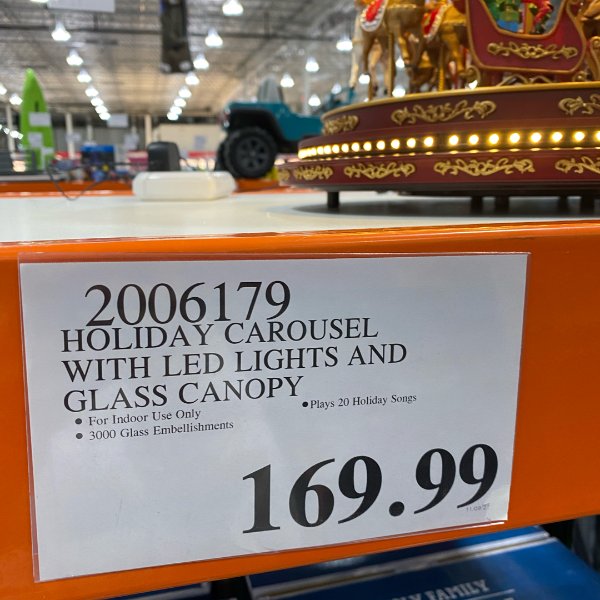 2006179
HOLIDAY CAROUSEL
WITH LED LIGHTS AND
GLASS CANOPY
• For Indoor Use Only
• 3000 Glass Embellishments
• Plays 20 Holiday Songs
169.99
FAMILY